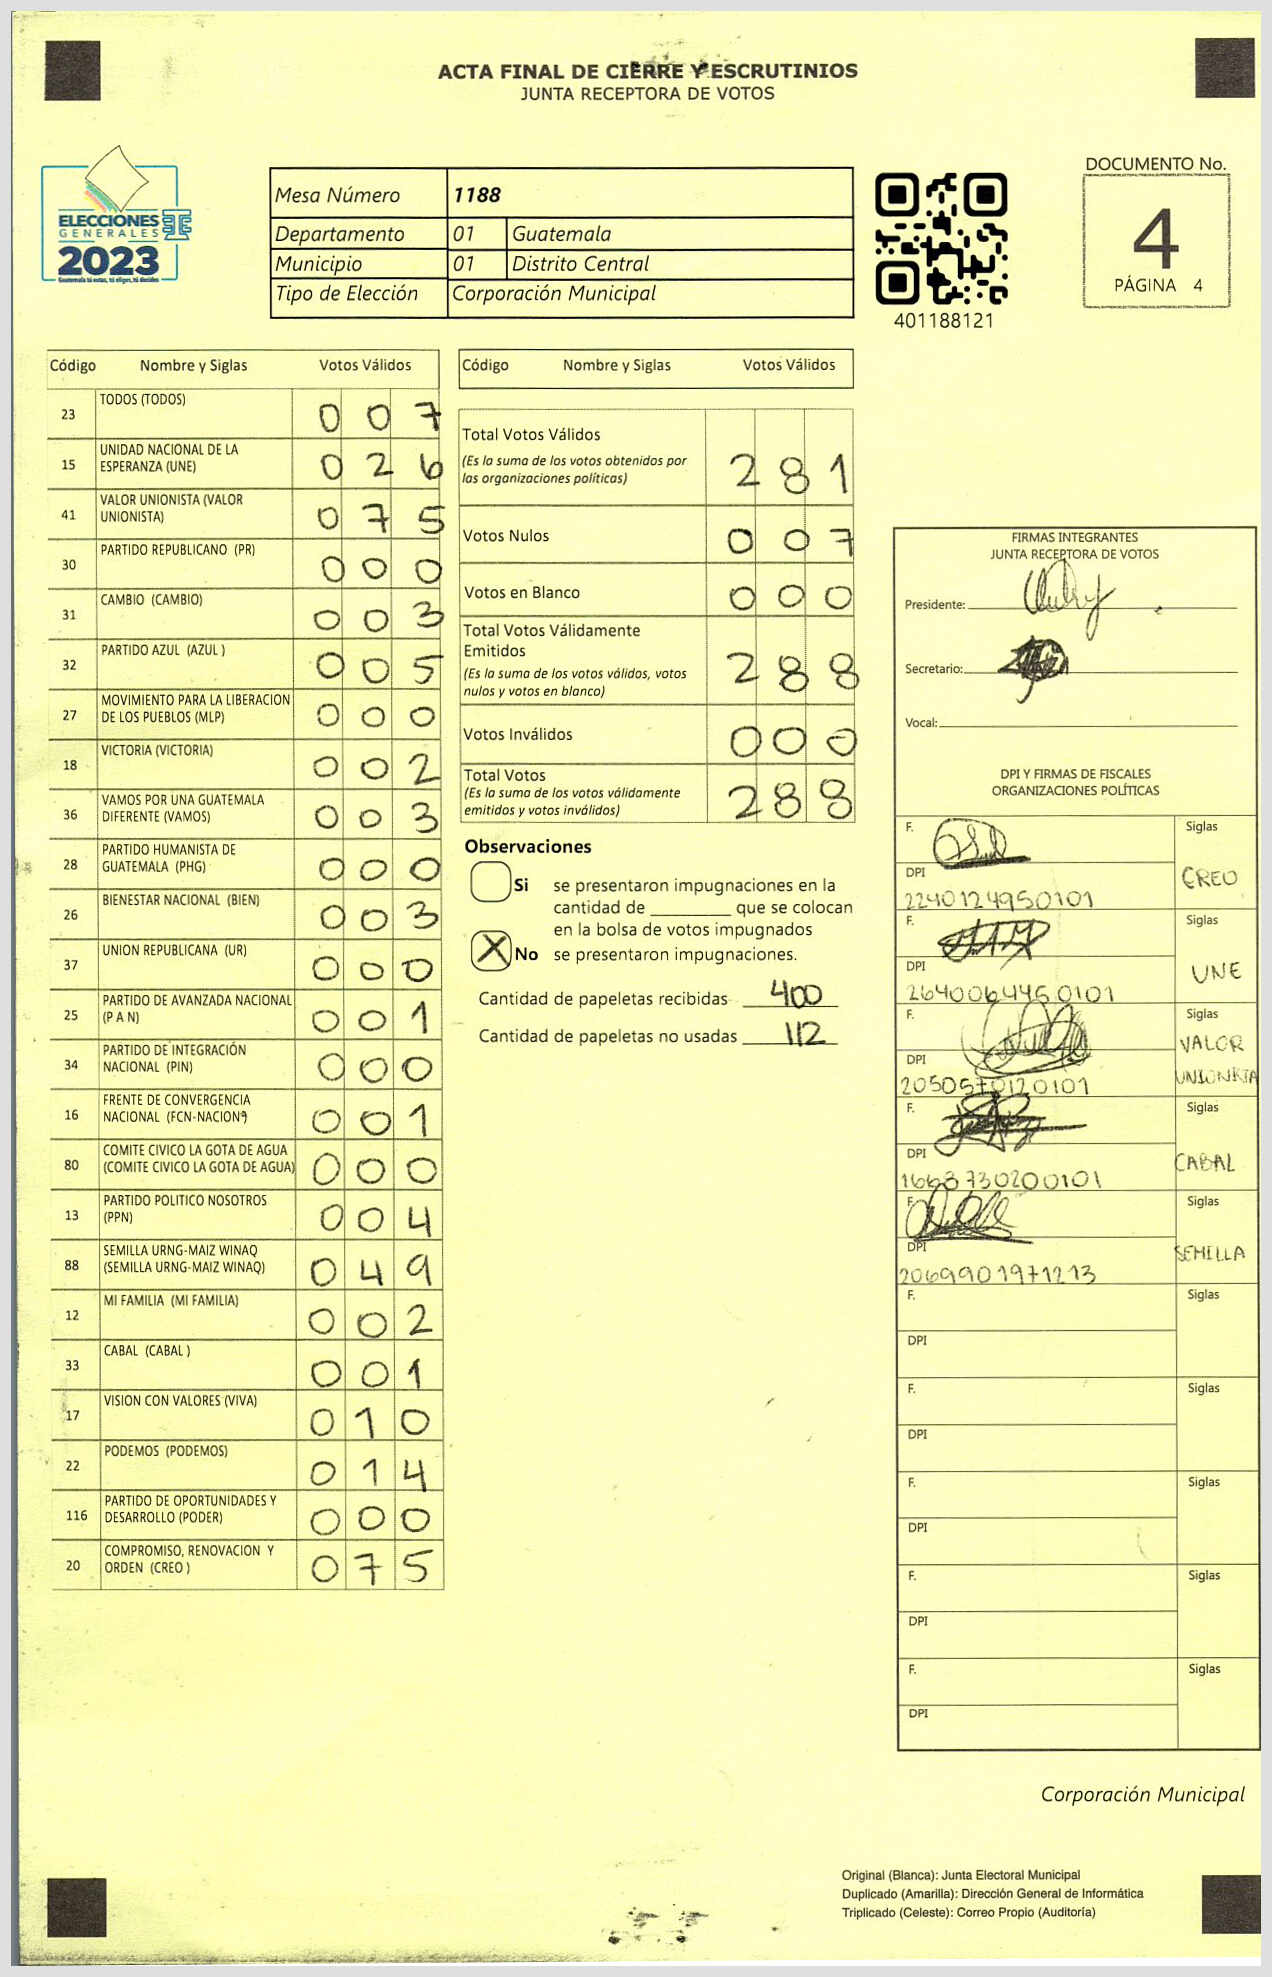 ACTA FINAL DE CIERRE Y ESCRUTINIOS
JUNTA RECEPTORA DE VOTOS
ELECCIONES
GENERALES
2023
Mesa Número 1188
Departamento 01 Guatemala
Municipio 01 Distrito Central
Tipo de Elección Corporación Municipal
401188121
DOCUMENTO No.
4
PÁGINA 4
Código Nombre y Siglas Votos Válidos
23 TODOS (TODOS) 0 0 7
15 UNIDAD NACIONAL DE LA
ESPERANZA (UNE) 0 2 6
41 VALOR UNIONISTA (VALOR
UNIONISTA) 0 7 5
30 PARTIDO REPUBLICANO (PR) 0 0 0
31 CAMBIO (CAMBIO) 0 0 3
32 PARTIDO AZUL (AZUL ) 0 0 5
27 MOVIMIENTO PARA LA LIBERACION
DE LOS PUEBLOS (MLP) 0 0 0
18 VICTORIA (VICTORIA) 0 0 2
36 VAMOS POR UNA GUATEMALA
DIFERENTE (VAMOS) 0 0 3
28 PARTIDO HUMANISTA DE
GUATEMALA (PHG) 0 0 0
26 BIENESTAR NACIONAL (BIEN) 0 0 3
37 UNION REPUBLICANA (UR) 0 0 0
25 PARTIDO DE AVANZADA NACIONAL
(P A N) 0 0 1
34 PARTIDO DE INTEGRACIÓN
NACIONAL (PIN) 0 0 0
16 FRENTE DE CONVERGENCIA
NACIONAL (FCN-NACION) 0 0 1
80 COMITE CIVICO LA GOTA DE AGUA
(COMITE CIVICO LA GOTA DE AGUA) 0 0 0
13 PARTIDO POLITICO NOSOTROS
(PPN) 0 0 4
88 SEMILLA URNG-MAIZ WINAQ
(SEMILLA URNG-MAIZ WINAQ) 0 4 9
12 MI FAMILIA (MI FAMILIA) 0 0 2
33 CABAL (CABAL ) 0 0 1
17 VISION CON VALORES (VIVA) 0 1 0
22 PODEMOS (PODEMOS) 0 1 4
116 PARTIDO DE OPORTUNIDADES Y
DESARROLLO (PODER) 0 0 0
20 COMPROMISO, RENOVACION Y
ORDEN (CREO ) 0 7 5
Código Nombre y Siglas Votos Válidos
Total Votos Válidos
(Es la suma de los votos obtenidos por
las organizaciones políticas) 2 8 1
Votos Nulos 0 0 7
Votos en Blanco 0 0 0
Total Votos Válidamente
Emitidos
(Es la suma de los votos válidos, votos
nulos y votos en blanco) 2 8 8
Votos Inválidos 0 0 0
Total Votos
(Es la suma de los votos válidamente
emitidos y votos inválidos) 2 8 8
Observaciones
Si se presentaron impugnaciones en la
cantidad de ________ que se colocan
en la bolsa de votos impugnados
X No se presentaron impugnaciones.
Cantidad de papeletas recibidas 400
Cantidad de papeletas no usadas 112
FIRMAS INTEGRANTES
JUNTA RECEPTORA DE VOTOS
Presidente:
Secretario:
Vocal:
DPI Y FIRMAS DE FISCALES
ORGANIZACIONES POLÍTICAS
F. Siglas
CREO
DPI
2240124950101
F. Siglas
UNE
DPI
2640064460101
F. Siglas
VALOR
DPI UNIONISTA
2050570120101
F. Siglas
CABAL
DPI
1668730200101
F. Siglas
SEMILLA
DPI
2069901971213
F. Siglas
DPI
F. Siglas
DPI
F. Siglas
DPI
F. Siglas
DPI
F. Siglas
DPI
Corporación Municipal
Original (Blanca): Junta Electoral Municipal
Duplicado (Amarilla): Dirección General de Informática
Triplicado (Celeste): Correo Propio (Auditoría)